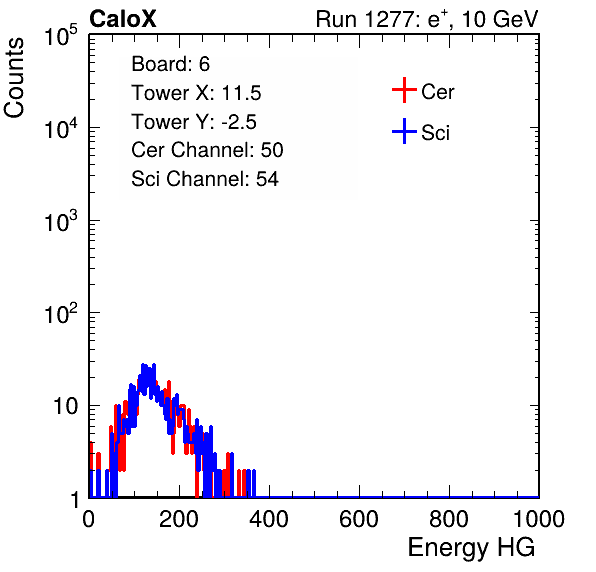 CaloX Run 1277: e⁺, 10 GeV
Counts
10⁵
10⁴
10³
10²
10
1
Board: 6
Tower X: 11.5
Tower Y: -2.5
Cer Channel: 50
Sci Channel: 54
Cer
Sci
0 200 400 600 800 1000
Energy HG